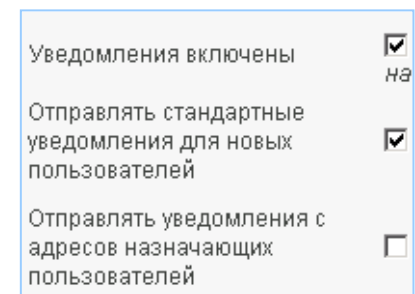 Уведомления включены
на
Отправлять стандартные
уведомления для новых
пользователей
Отправлять уведомления с
адресов назначающих
пользователей